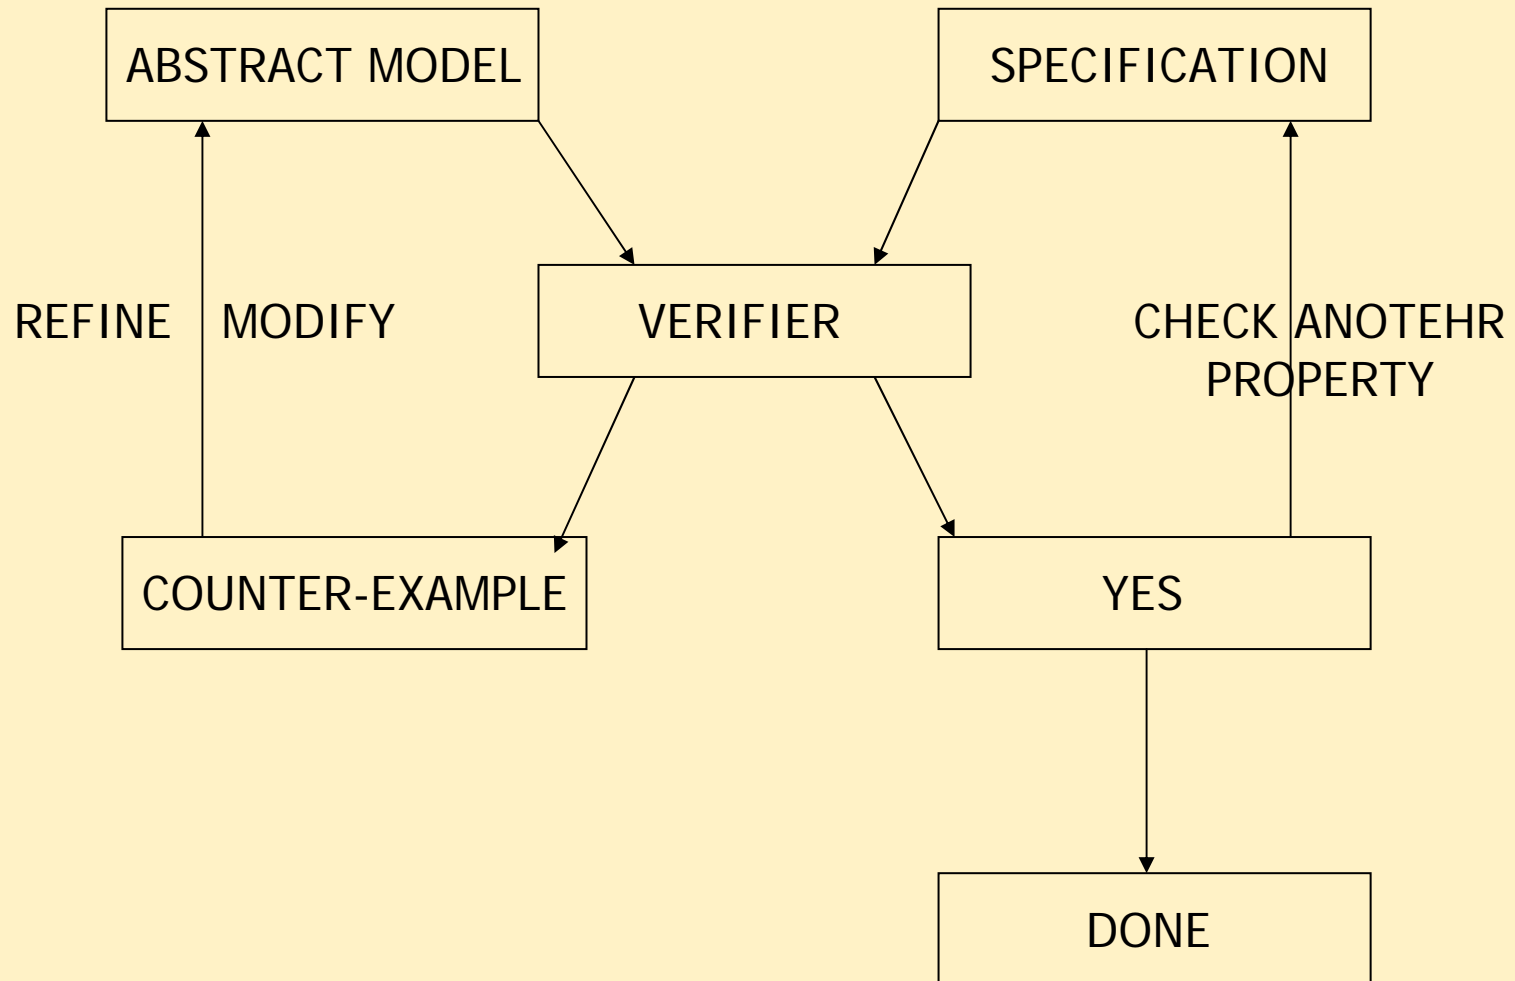 ABSTRACT MODEL
SPECIFICATION
REFINE MODIFY
VERIFIER
CHECK ANOTEHR
PROPERTY
COUNTER-EXAMPLE
YES
DONE